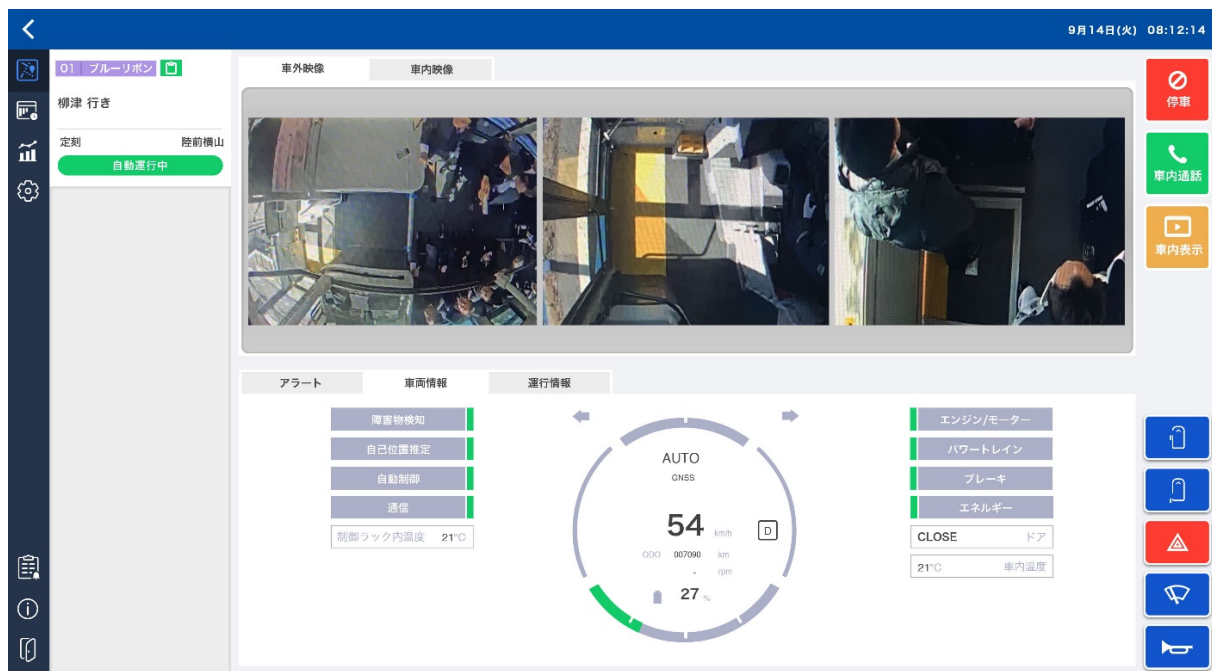 9月14日(火) 08:12:14
01 ブルーリボン
柳津 行き
定刻 陸前横山
自動運行中
車外映像 車内映像
停車
車内通話
車内表示
アラート 車両情報 運行情報
障害物検知
自己位置推定
自動制御
通信
制御ラック内温度 21°C
AUTO
GNSS
54 km/h
D
ODO 007090 km
- rpm
27 %
エンジン/モーター
パワートレイン
ブレーキ
エネルギー
CLOSE ドア
21°C 車内温度